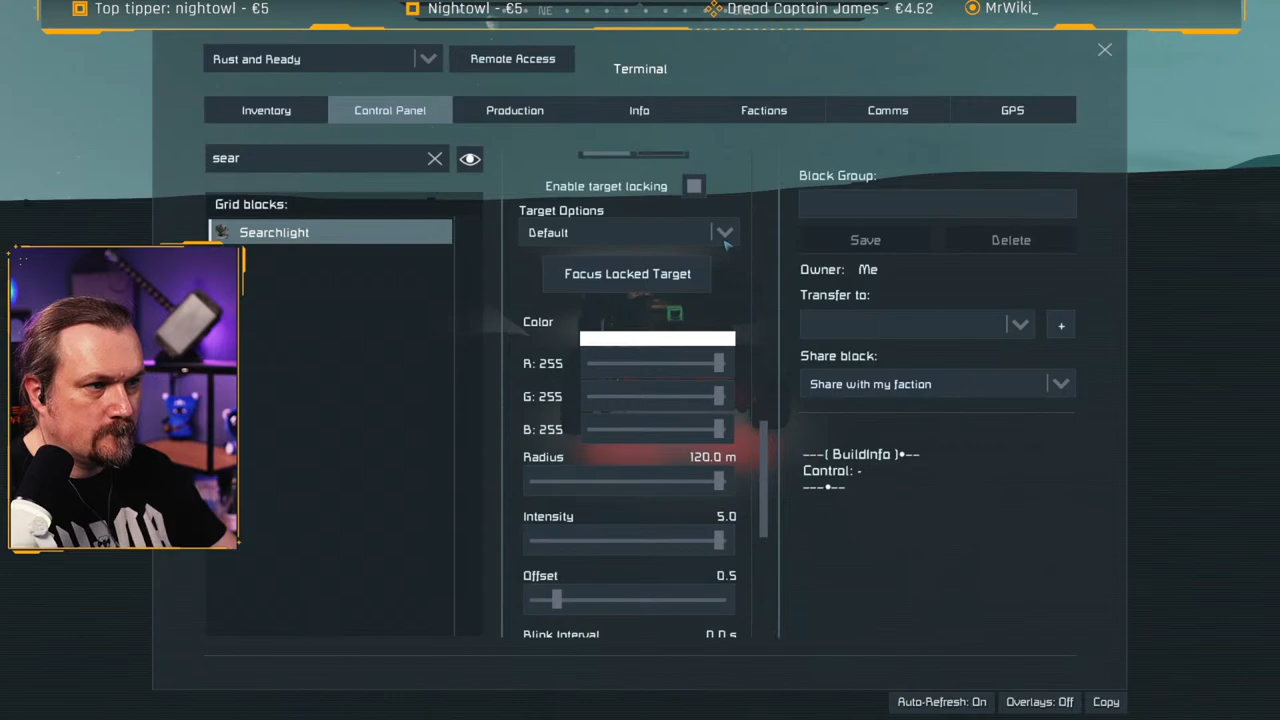 Top tipper: nightowl - €5
Nightowl - €5
NE
Dread Captain James - €4.62
MrWiki_
Rust and Ready
Remote Access
Terminal
Inventory
Control Panel
Production
Info
Factions
Comms
GPS
sear
Grid blocks:
Searchlight
Enable target locking
Target Options
Default
Focus Locked Target
Color
R: 255
G: 255
B: 255
Radius 120.0 m
Intensity 5.0
Offset 0.5
Blink Interval 0.0 s
Block Group:
Save
Delete
Owner: Me
Transfer to:
+
Share block:
Share with my faction
---( BuildInfo )•--
Control: -
---•--
Auto-Refresh: On
Overlays: Off
Copy